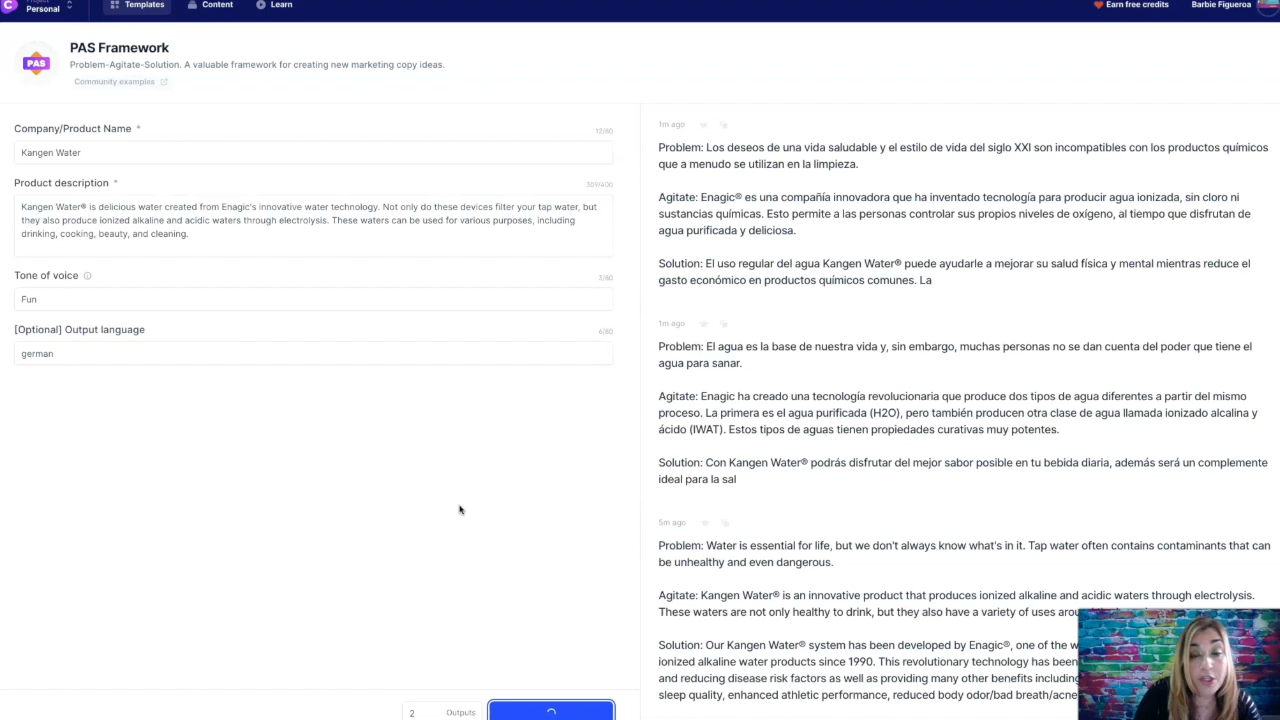 Project
Personal
Templates
Content
Learn
Earn free credits
Barbie Figueroa
PAS
PAS Framework
Problem-Agitate-Solution. A valuable framework for creating new marketing copy ideas.
Community examples
Company/Product Name *
12/80
Kangen Water
Product description *
309/400
Kangen Water® is delicious water created from Enagic's innovative water technology. Not only do these devices filter your tap water, but
they also produce ionized alkaline and acidic waters through electrolysis. These waters can be used for various purposes, including
drinking, cooking, beauty, and cleaning.
Tone of voice
3/80
Fun
[Optional] Output language
6/80
german
2
Outputs
1m ago
Problem: Los deseos de una vida saludable y el estilo de vida del siglo XXI son incompatibles con los productos químicos
que a menudo se utilizan en la limpieza.
Agitate: Enagic® es una compañía innovadora que ha inventado tecnología para producir agua ionizada, sin cloro ni
sustancias químicas. Esto permite a las personas controlar sus propios niveles de oxígeno, al tiempo que disfrutan de
agua purificada y deliciosa.
Solution: El uso regular del agua Kangen Water® puede ayudarle a mejorar su salud física y mental mientras reduce el
gasto económico en productos químicos comunes. La
1m ago
Problem: El agua es la base de nuestra vida y, sin embargo, muchas personas no se dan cuenta del poder que tiene el
agua para sanar.
Agitate: Enagic ha creado una tecnología revolucionaria que produce dos tipos de agua diferentes a partir del mismo
proceso. La primera es el agua purificada (H2O), pero también producen otra clase de agua llamada ionizado alcalina y
ácido (IWAT). Estos tipos de aguas tienen propiedades curativas muy potentes.
Solution: Con Kangen Water® podrás disfrutar del mejor sabor posible en tu bebida diaria, además será un complemente
ideal para la sal
5m ago
Problem: Water is essential for life, but we don't always know what's in it. Tap water often contains contaminants that can
be unhealthy and even dangerous.
Agitate: Kangen Water® is an innovative product that produces ionized alkaline and acidic waters through electrolysis.
These waters are not only healthy to drink, but they also have a variety of uses
Solution: Our Kangen Water® system has been developed by Enagic®, one of the
ionized alkaline water products since 1990. This revolutionary technology has been
and reducing disease risk factors as well as providing many other benefits including
sleep quality, enhanced athletic performance, reduced body odor/bad breath/acne